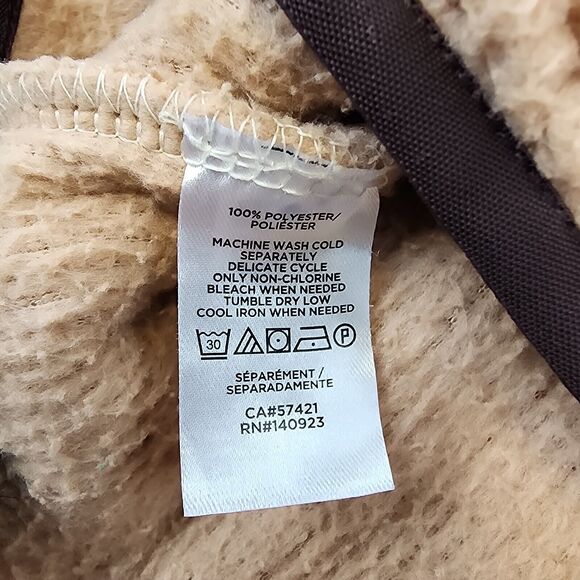 100% POLYESTER/
POLIÉSTER
MACHINE WASH COLD
SEPARATELY
DELICATE CYCLE
ONLY NON-CHLORINE
BLEACH WHEN NEEDED
TUMBLE DRY LOW
COOL IRON WHEN NEEDED
30 P
SÉPARÉMENT/
SEPARADAMENTE
CA#57421
RN#140923